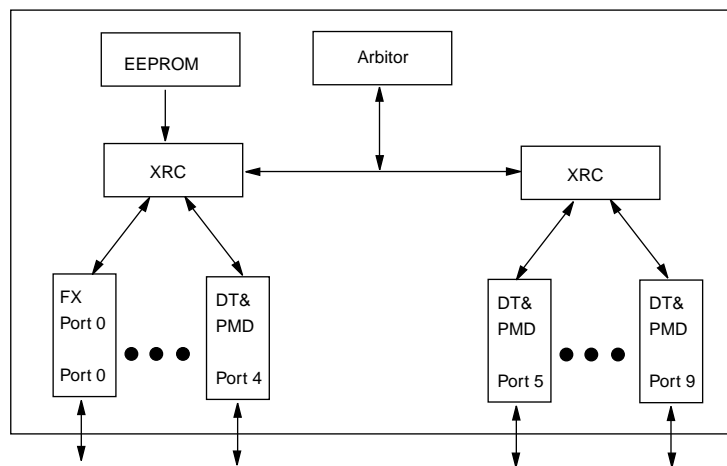 EEPROM
Arbitor
XRC
XRC
FX
Port 0
Port 0
DT&
PMD
Port 4
DT&
PMD
Port 5
DT&
PMD
Port 9